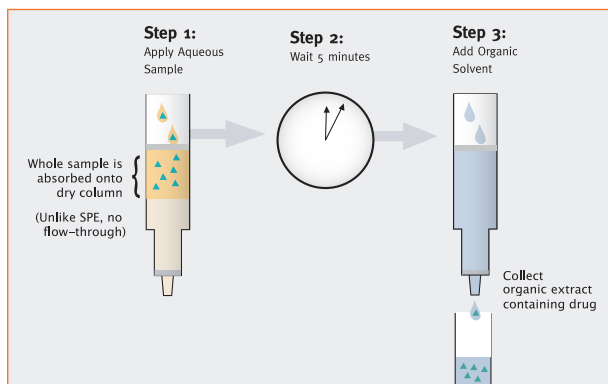 Step 1:
Apply Aqueous
Sample
Step 2:
Wait 5 minutes
Step 3:
Add Organic
Solvent
Whole sample is
absorbed onto
dry column
(Unlike SPE, no
flow–through)
Collect
organic extract
containing drug